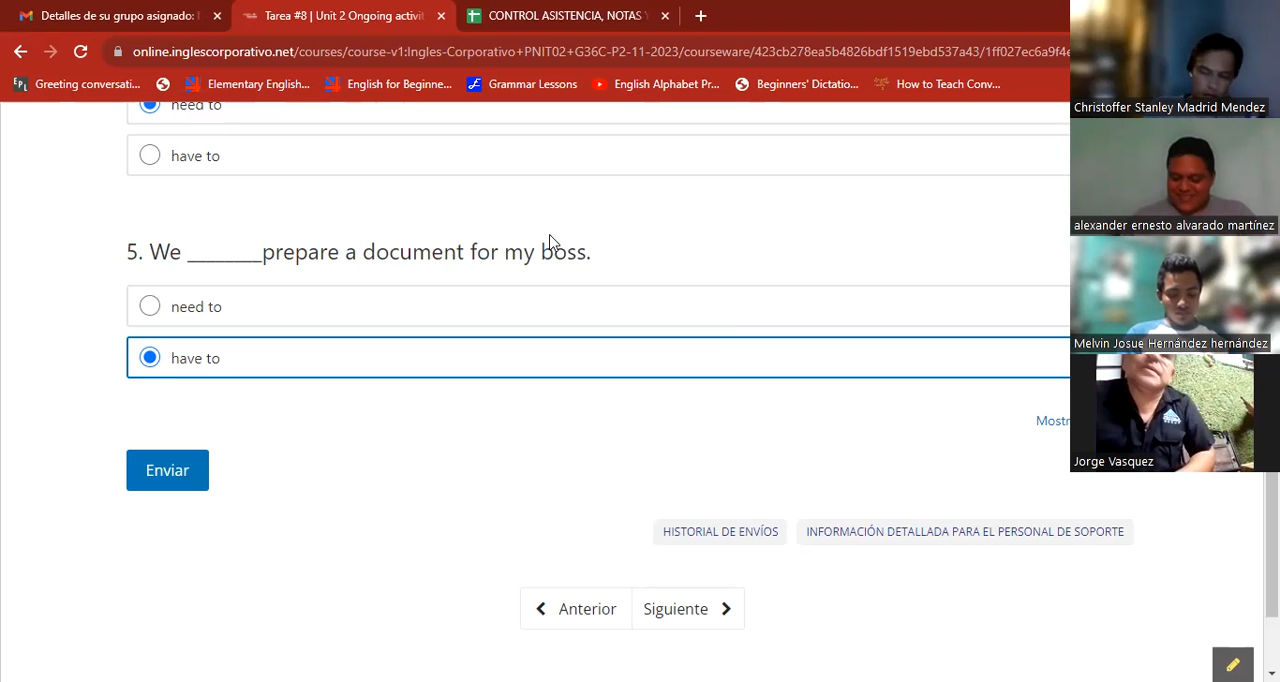 Detalles de su grupo asignado:
Tarea #8 | Unit 2 Ongoing activit
CONTROL ASISTENCIA, NOTAS Y
online.inglescorporativo.net/courses/course-v1:Ingles-Corporativo+PNIT02+G36C-P2-11-2023/courseware/423cb278ea5b4826bdf1519ebd537a43/1ff027ec6a9f4e
Greeting conversati...
Elementary English...
English for Beginne...
Grammar Lessons
English Alphabet Pr...
Beginners' Dictatio...
How to Teach Conv...
need to
have to
5. We _______prepare a document for my boss.
need to
have to
Mostr
Enviar
HISTORIAL DE ENVÍOS
INFORMACIÓN DETALLADA PARA EL PERSONAL DE SOPORTE
Anterior
Siguiente
Christoffer Stanley Madrid Mendez
alexander ernesto alvarado martínez
Melvin Josue Hernández hernández
Jorge Vasquez